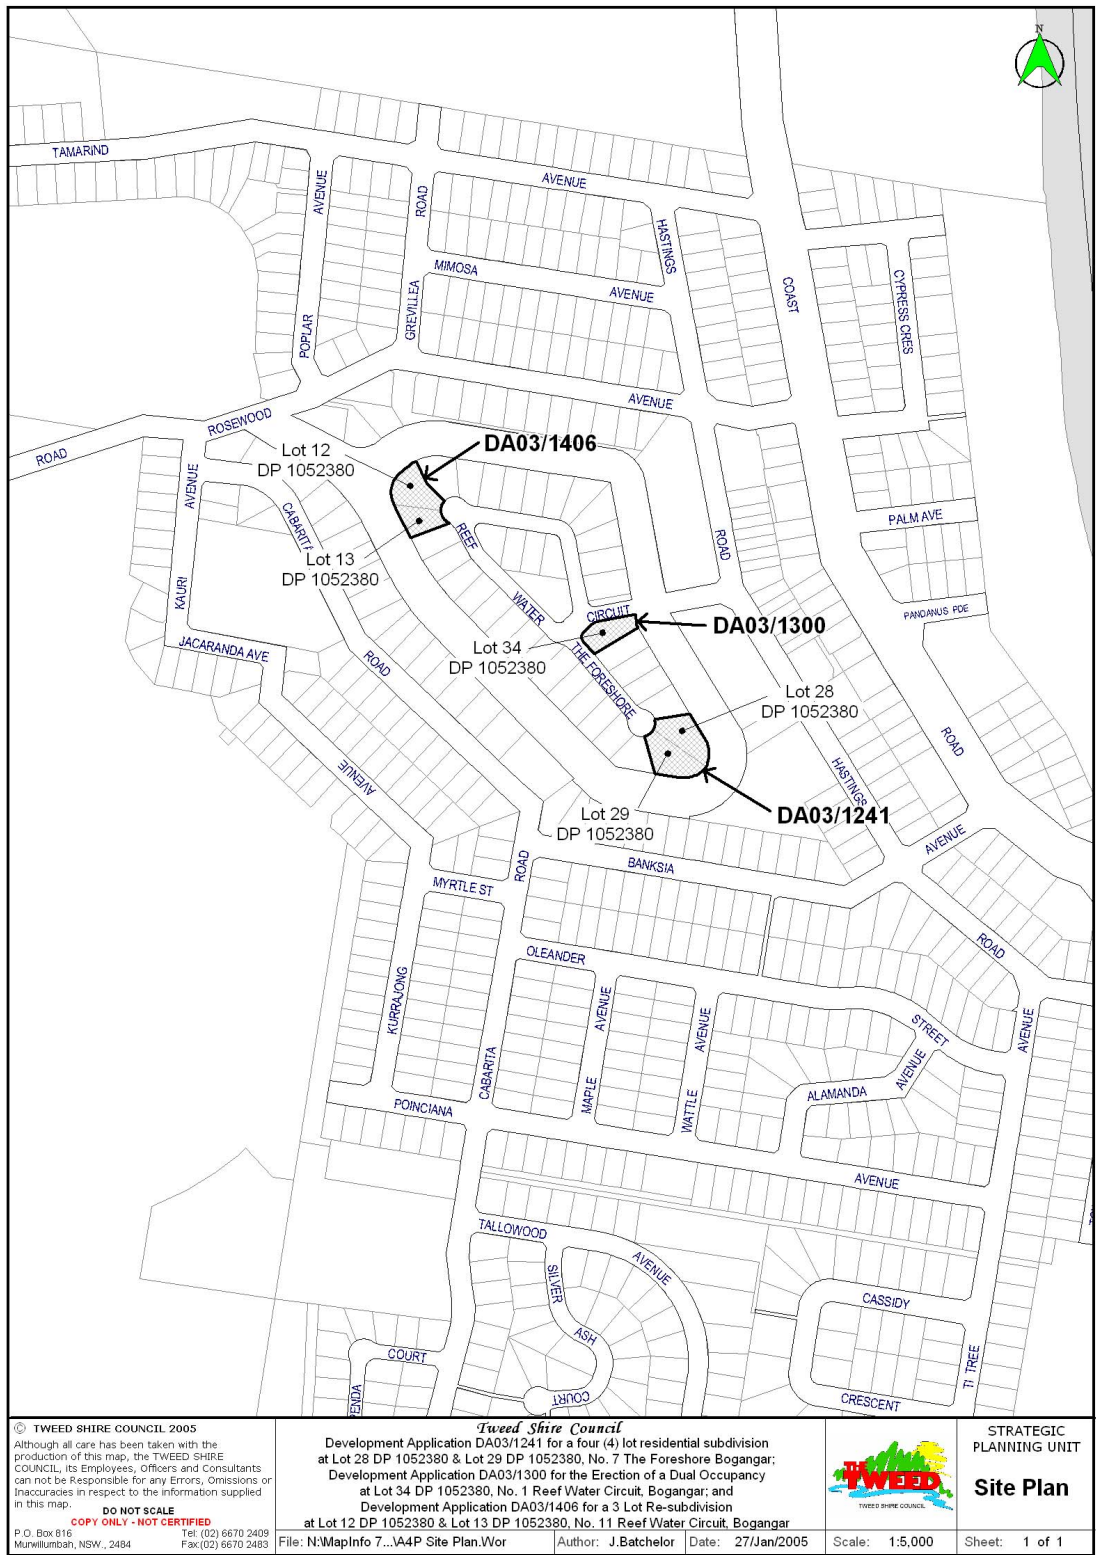 N
TAMARIND
AVENUE
AVENUE
ROAD
HASTINGS
MIMOSA
AVENUE
COAST
CYPRESS CRES
GREVILLEA
POPLAR
AVENUE
ROSEWOOD
ROAD
Lot 12
DP 1052380
DA03/1406
AVENUE
CABARITA
REEF
ROAD
PALM AVE
Lot 13
DP 1052380
KAURI
WATER
CIRCUIT
PANDANUS PDE
DA03/1300
JACARANDA AVE
ROAD
Lot 34
DP 1052380
THE FORESHORE
Lot 28
DP 1052380
ROAD
AVENUE
HASTINGS
Lot 29
DP 1052380
DA03/1241
AVENUE
ROAD
BANKSIA
MYRTLE ST
OLEANDER
ROAD
KURRAJONG
AVENUE
AVENUE
STREET
AVENUE
CABARITA
MAPLE
WATTLE
ALAMANDA
AVENUE
POINCIANA
AVENUE
TALLOWOOD
AVENUE
SILVER
CASSIDY
ASH
COURT
TI TREE
PENDA
COURT
CRESCENT
© TWEED SHIRE COUNCIL 2005
Although all care has been taken with the
production of this map, the TWEED SHIRE
COUNCIL, its Employees, Officers and Consultants
can not be Responsible for any Errors, Omissions or
Inaccuracies in respect to the information supplied
in this map.
DO NOT SCALE
COPY ONLY - NOT CERTIFIED
P.O. Box 816 Tel: (02) 6670 2409
Murwillumbah, NSW., 2484 Fax:(02) 6670 2483
Tweed Shire Council
Development Application DA03/1241 for a four (4) lot residential subdivision
at Lot 28 DP 1052380 & Lot 29 DP 1052380, No. 7 The Foreshore Bogangar;
Development Application DA03/1300 for the Erection of a Dual Occupancy
at Lot 34 DP 1052380, No. 1 Reef Water Circuit, Bogangar; and
Development Application DA03/1406 for a 3 Lot Re-subdivision
at Lot 12 DP 1052380 & Lot 13 DP 1052380, No. 11 Reef Water Circuit, Bogangar
File: N:\MapInfo 7...\A4P Site Plan.Wor Author: J.Batchelor Date: 27/Jan/2005
THE
TWEED
TWEED SHIRE COUNCIL
Scale: 1:5,000
STRATEGIC
PLANNING UNIT
Site Plan
Sheet: 1 of 1